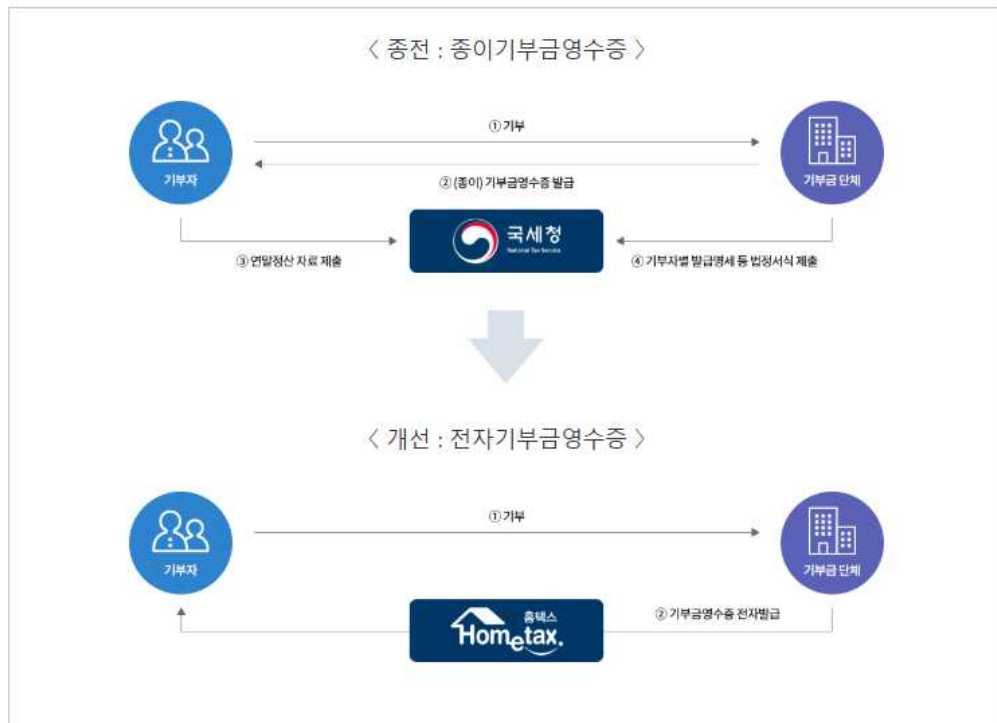 〈 종전 : 종이기부금영수증 〉
① 기부
기부자
기부금 단체
② (종이) 기부금영수증 발급
국세청
National Tax Service
③ 연말정산 자료 제출
④ 기부자별 발급명세 등 법정서식 제출
〈 개선 : 전자기부금영수증 〉
① 기부
기부자
기부금 단체
홈택스
Hometax.
② 기부금영수증 전자발급